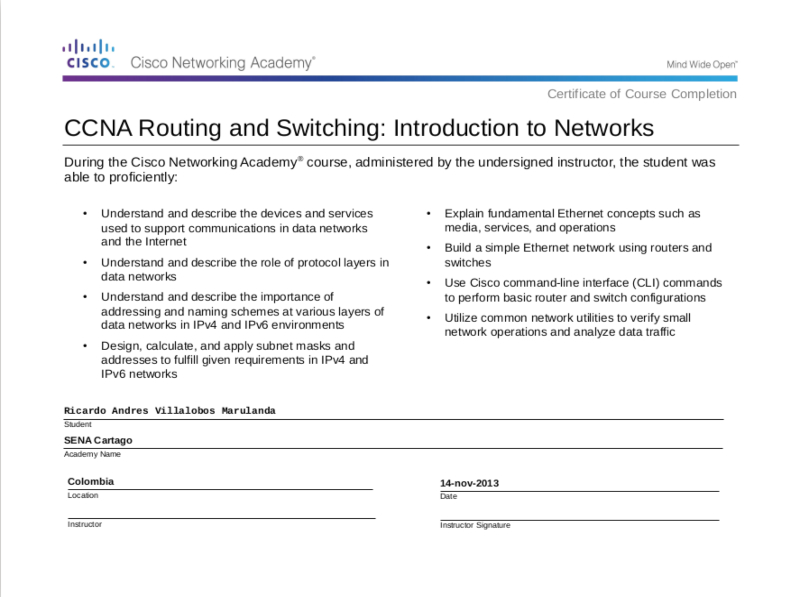 CISCO. Cisco Networking Academy® Mind Wide Open™
Certificate of Course Completion
CCNA Routing and Switching: Introduction to Networks
During the Cisco Networking Academy® course, administered by the undersigned instructor, the student was
able to proficiently:
• Understand and describe the devices and services
used to support communications in data networks
and the Internet
• Understand and describe the role of protocol layers in
data networks
• Understand and describe the importance of
addressing and naming schemes at various layers of
data networks in IPv4 and IPv6 environments
• Design, calculate, and apply subnet masks and
addresses to fulfill given requirements in IPv4 and
IPv6 networks
• Explain fundamental Ethernet concepts such as
media, services, and operations
• Build a simple Ethernet network using routers and
switches
• Use Cisco command-line interface (CLI) commands
to perform basic router and switch configurations
• Utilize common network utilities to verify small
network operations and analyze data traffic
Ricardo Andres Villalobos Marulanda
Student
SENA Cartago
Academy Name
Colombia
Location
14-nov-2013
Date
Instructor
Instructor Signature